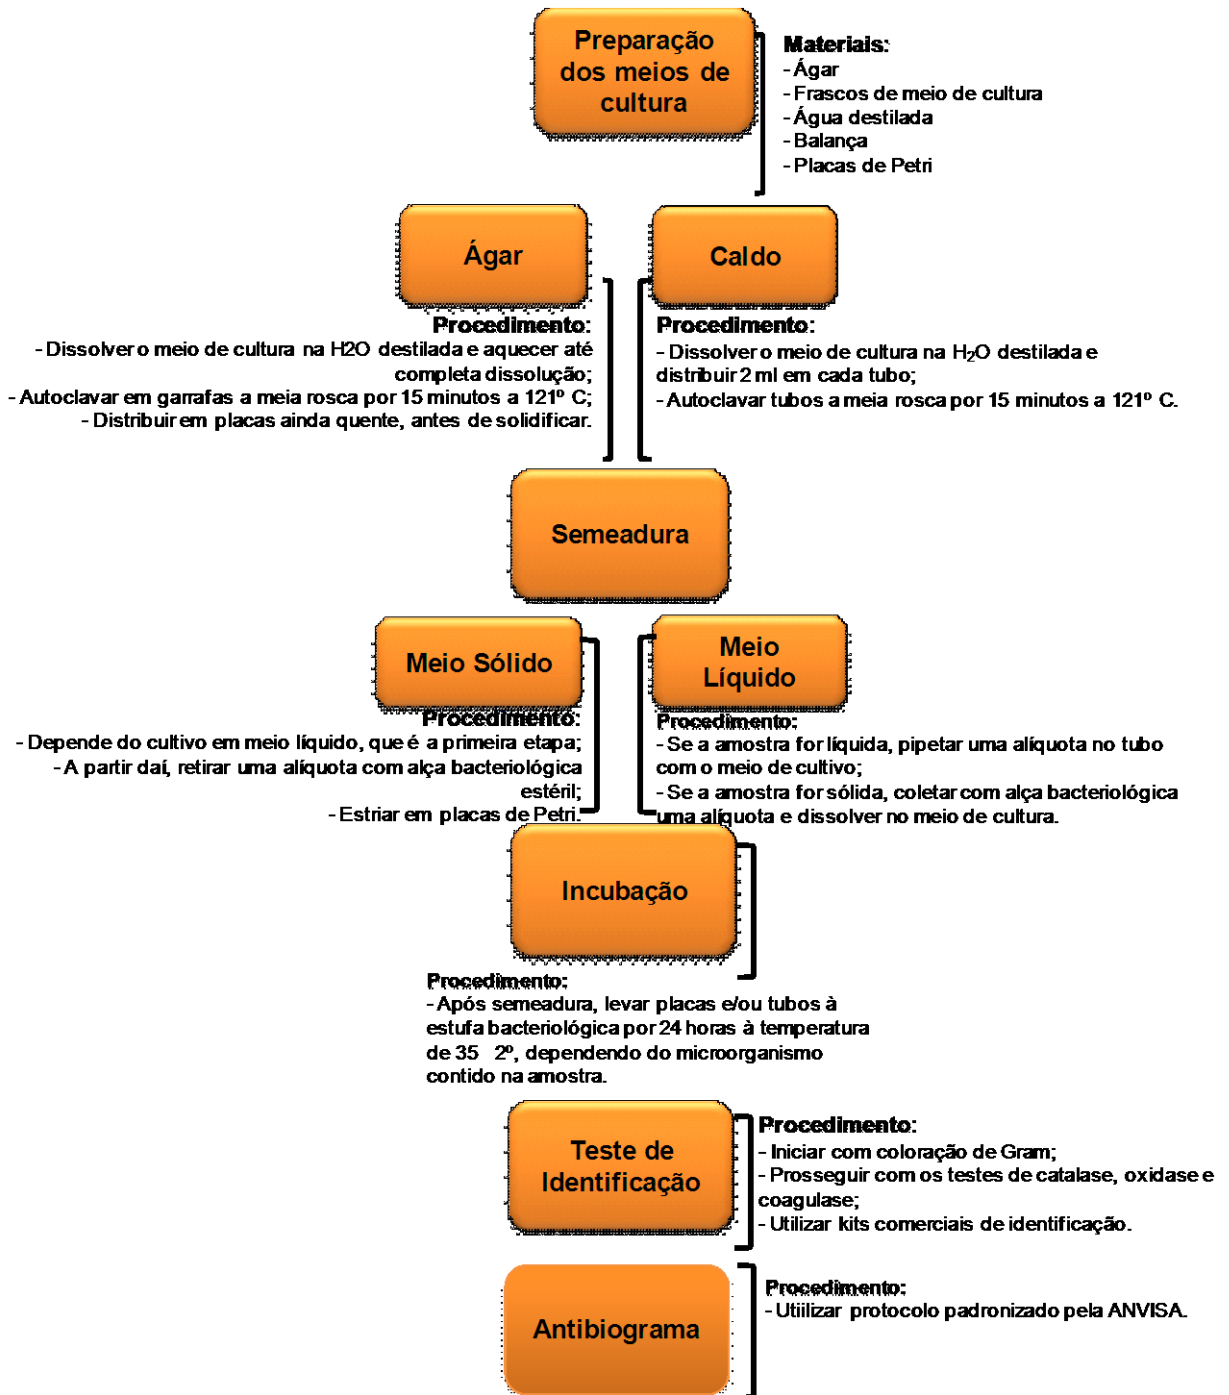 Preparação
dos meios de
cultura
Materiais:
- Ágar
- Frascos de meio de cultura
- Água destilada
- Balança
- Placas de Petri
Ágar
Procedimento:
- Dissolver o meio de cultura na H2O destilada e aquecer até
completa dissolução;
- Autoclavar em garrafas a meia rosca por 15 minutos a 121º C;
- Distribuir em placas ainda quente, antes de solidificar.
Caldo
Procedimento:
- Dissolver o meio de cultura na H₂O destilada e
distribuir 2 ml em cada tubo;
- Autoclavar tubos a meia rosca por 15 minutos a 121º C.
Semeadura
Meio Sólido
Procedimento:
- Depende do cultivo em meio líquido, que é a primeira etapa;
- A partir daí, retirar uma alíquota com alça bacteriológica
estéril;
- Estriar em placas de Petri.
Meio
Líquido
Procedimento:
- Se a amostra for líquida, pipetar uma alíquota no tubo
com o meio de cultivo;
- Se a amostra for sólida, coletar com alça bacteriológica
uma alíquota e dissolver no meio de cultura.
Incubação
Procedimento:
- Após semeadura, levar placas e/ou tubos à
estufa bacteriológica por 24 horas à temperatura
de 35 2º, dependendo do microorganismo
contido na amostra.
Teste de
Identificação
Procedimento:
- Iniciar com coloração de Gram;
- Prosseguir com os testes de catalase, oxidase e
coagulase;
- Utilizar kits comerciais de identificação.
Antibiograma
Procedimento:
- Utiilizar protocolo padronizado pela ANVISA.